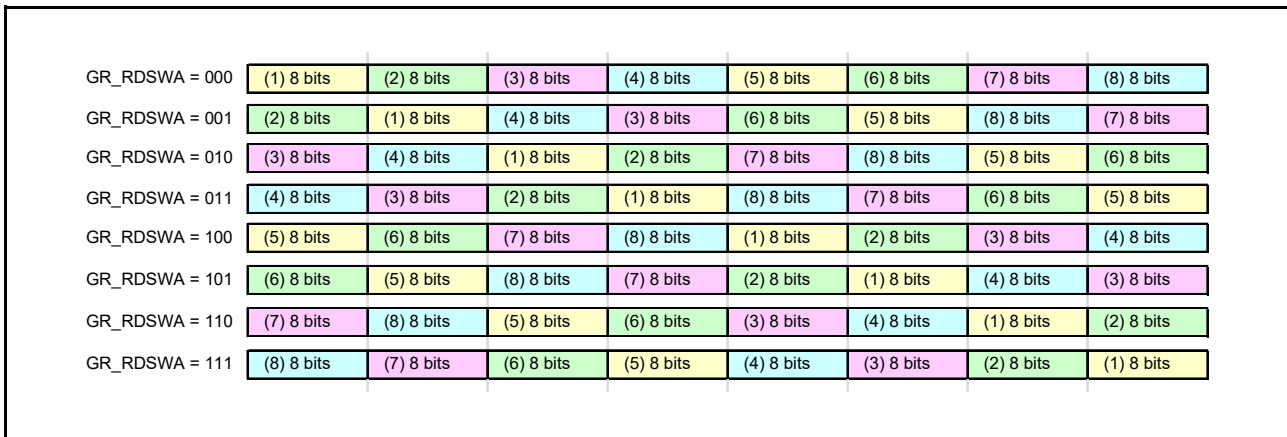 GR_RDSWA = 000 (1) 8 bits (2) 8 bits (3) 8 bits (4) 8 bits (5) 8 bits (6) 8 bits (7) 8 bits (8) 8 bits
GR_RDSWA = 001 (2) 8 bits (1) 8 bits (4) 8 bits (3) 8 bits (6) 8 bits (5) 8 bits (8) 8 bits (7) 8 bits
GR_RDSWA = 010 (3) 8 bits (4) 8 bits (1) 8 bits (2) 8 bits (7) 8 bits (8) 8 bits (5) 8 bits (6) 8 bits
GR_RDSWA = 011 (4) 8 bits (3) 8 bits (2) 8 bits (1) 8 bits (8) 8 bits (7) 8 bits (6) 8 bits (5) 8 bits
GR_RDSWA = 100 (5) 8 bits (6) 8 bits (7) 8 bits (8) 8 bits (1) 8 bits (2) 8 bits (3) 8 bits (4) 8 bits
GR_RDSWA = 101 (6) 8 bits (5) 8 bits (8) 8 bits (7) 8 bits (2) 8 bits (1) 8 bits (4) 8 bits (3) 8 bits
GR_RDSWA = 110 (7) 8 bits (8) 8 bits (5) 8 bits (6) 8 bits (3) 8 bits (4) 8 bits (1) 8 bits (2) 8 bits
GR_RDSWA = 111 (8) 8 bits (7) 8 bits (6) 8 bits (5) 8 bits (4) 8 bits (3) 8 bits (2) 8 bits (1) 8 bits